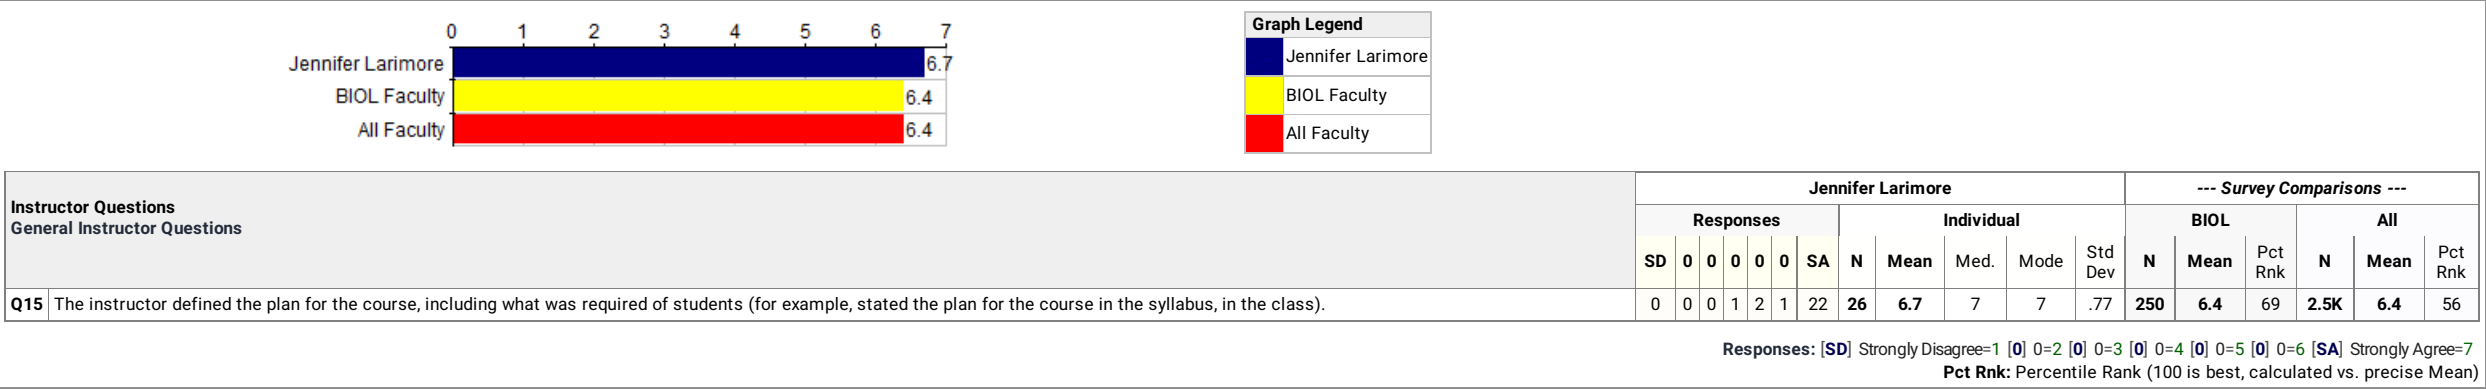 0 1 2 3 4 5 6 7
Jennifer Larimore 6.7
BIOL Faculty 6.4
All Faculty 6.4
Graph Legend
Jennifer Larimore
BIOL Faculty
All Faculty
Instructor Questions
General Instructor Questions
Jennifer Larimore --- Survey Comparisons ---
Responses Individual BIOL All
SD 0 0 0 0 0 SA N Mean Med. Mode Std Dev N Mean Pct Rnk N Mean Pct Rnk
Q15 The instructor defined the plan for the course, including what was required of students (for example, stated the plan for the course in the syllabus, in the class). 0 0 0 1 2 1 22 26 6.7 7 7 .77 250 6.4 69 2.5K 6.4 56
Responses: [SD] Strongly Disagree=1 [0] 0=2 [0] 0=3 [0] 0=4 [0] 0=5 [0] 0=6 [SA] Strongly Agree=7
Pct Rnk: Percentile Rank (100 is best, calculated vs. precise Mean)